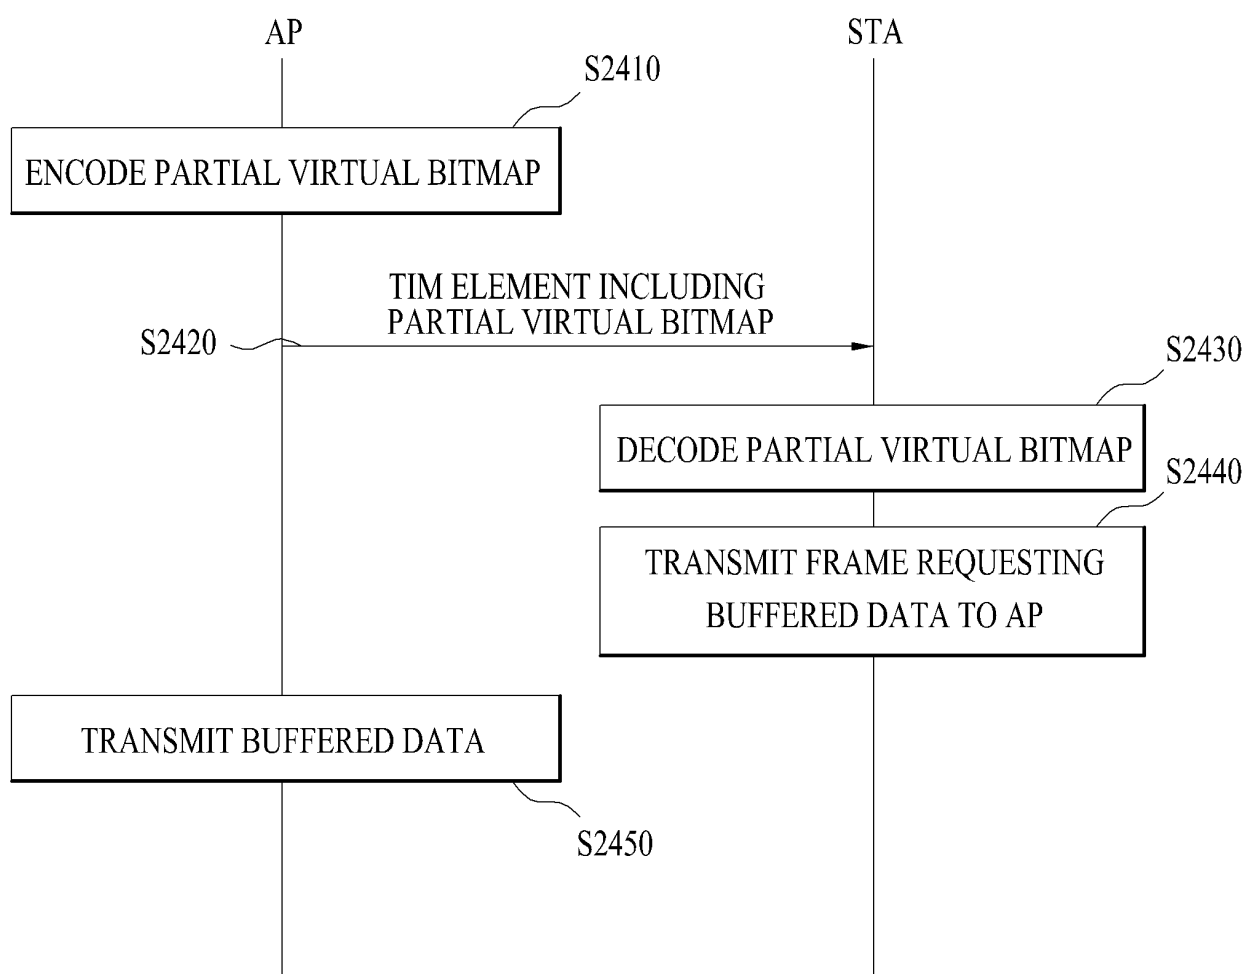 AP
STA
S2410
ENCODE PARTIAL VIRTUAL BITMAP
TIM ELEMENT INCLUDING
PARTIAL VIRTUAL BITMAP
S2420
S2430
DECODE PARTIAL VIRTUAL BITMAP
S2440
TRANSMIT FRAME REQUESTING
BUFFERED DATA TO AP
TRANSMIT BUFFERED DATA
S2450